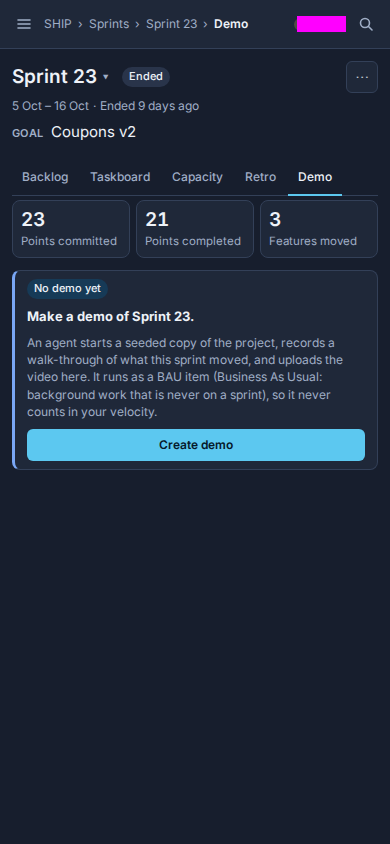 SHIP › Sprints › Sprint 23 › Demo
Sprint 23 ▾ Ended ···
5 Oct – 16 Oct · Ended 9 days ago
GOAL Coupons v2
Backlog Taskboard Capacity Retro Demo
23 21 3
Points committed Points completed Features moved
No demo yet
Make a demo of Sprint 23.
An agent starts a seeded copy of the project, records a
walk-through of what this sprint moved, and uploads the
video here. It runs as a BAU item (Business As Usual:
background work that is never on a sprint), so it never
counts in your velocity.
Create demo